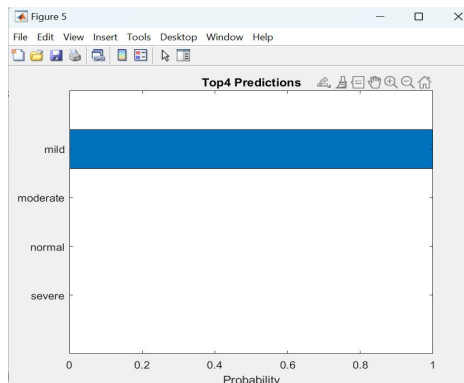 Figure 5
File Edit View Insert Tools Desktop Window Help
Top4 Predictions
mild
moderate
normal
severe
0 0.2 0.4 0.6 0.8 1
Probability